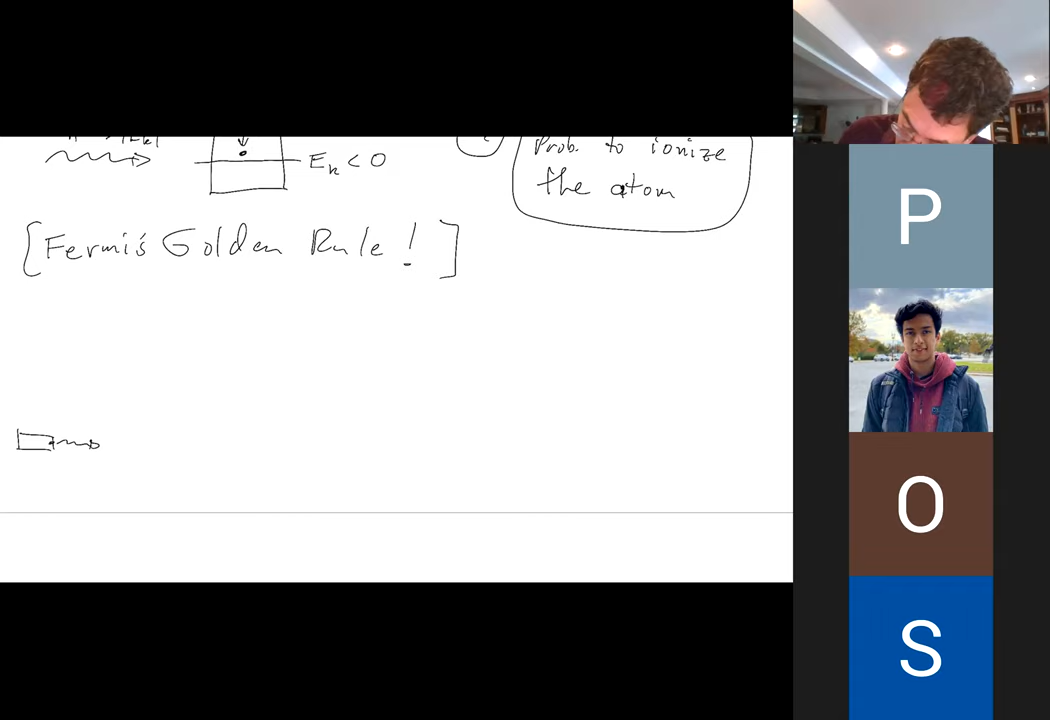 E_n < 0
Prob. to ionize
the atom
[Fermi's Golden Rule! ]
P
O
S